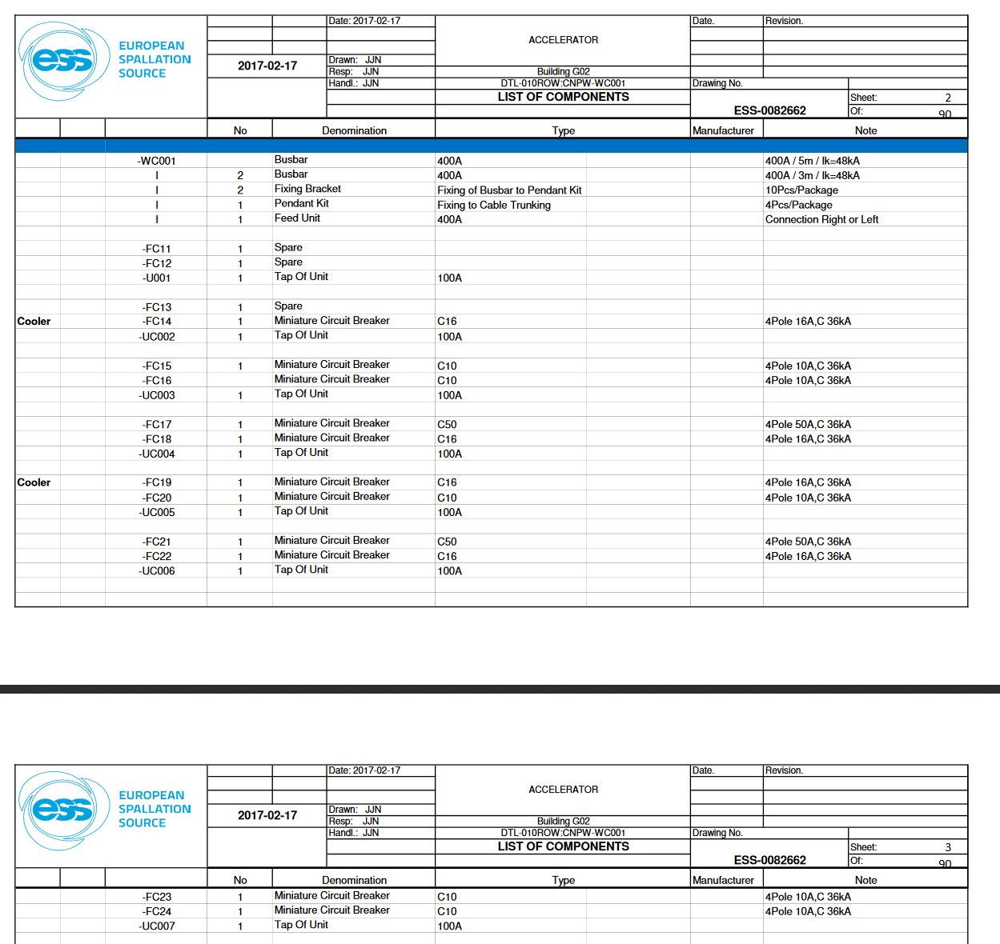 ess
EUROPEAN
SPALLATION
SOURCE
Date: 2017-02-17
ACCELERATOR
Date.
Revision.
2017-02-17
Drawn: JJN
Resp: JJN
Building G02
Handl.: JJN
DTL-010ROW:CNPW-WC001
Drawing No.
LIST OF COMPONENTS
Sheet: 2
ESS-0082662
Of: 90
No Denomination Type Manufacturer Note
-WC001 Busbar 400A 400A / 5m / Ik=48kA
I 2 Busbar 400A 400A / 3m / Ik=48kA
I 2 Fixing Bracket Fixing of Busbar to Pendant Kit 10Pcs/Package
I 1 Pendant Kit Fixing to Cable Trunking 4Pcs/Package
I 1 Feed Unit 400A Connection Right or Left
-FC11 1 Spare
-FC12 1 Spare
-U001 1 Tap Of Unit 100A
-FC13 1 Spare
Cooler -FC14 1 Miniature Circuit Breaker C16 4Pole 16A,C 36kA
-UC002 1 Tap Of Unit 100A
-FC15 1 Miniature Circuit Breaker C10 4Pole 10A,C 36kA
-FC16 Miniature Circuit Breaker C10 4Pole 10A,C 36kA
-UC003 1 Tap Of Unit 100A
-FC17 1 Miniature Circuit Breaker C50 4Pole 50A,C 36kA
-FC18 1 Miniature Circuit Breaker C16 4Pole 16A,C 36kA
-UC004 1 Tap Of Unit 100A
Cooler -FC19 1 Miniature Circuit Breaker C16 4Pole 16A,C 36kA
-FC20 1 Miniature Circuit Breaker C10 4Pole 10A,C 36kA
-UC005 1 Tap Of Unit 100A
-FC21 1 Miniature Circuit Breaker C50 4Pole 50A,C 36kA
-FC22 1 Miniature Circuit Breaker C16 4Pole 16A,C 36kA
-UC006 1 Tap Of Unit 100A
ess
EUROPEAN
SPALLATION
SOURCE
Date: 2017-02-17
ACCELERATOR
Date.
Revision.
2017-02-17
Drawn: JJN
Resp: JJN
Building G02
Handl.: JJN
DTL-010ROW:CNPW-WC001
Drawing No.
LIST OF COMPONENTS
Sheet: 3
ESS-0082662
Of: 90
No Denomination Type Manufacturer Note
-FC23 1 Miniature Circuit Breaker C10 4Pole 10A,C 36kA
-FC24 1 Miniature Circuit Breaker C10 4Pole 10A,C 36kA
-UC007 1 Tap Of Unit 100A